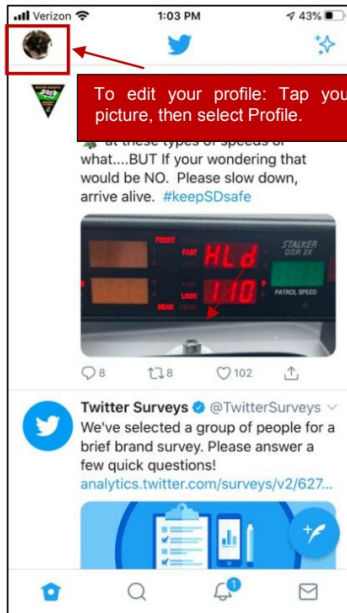 Verizon 1:03 PM 43%
To edit your profile: Tap you
picture, then select Profile.
at these types of speeds of
what....BUT If your wondering that
would be NO. Please slow down,
arrive alive. #keepSDsafe
FRONT
FAST HLd
STALKER
DSR 2X
FAST
LOCK 110
PATROL SPEED
REAR FRONT
8 8 102
Twitter Surveys @TwitterSurveys
We've selected a group of people for a
brief brand survey. Please answer a
few quick questions!
analytics.twitter.com/surveys/v2/627...
1